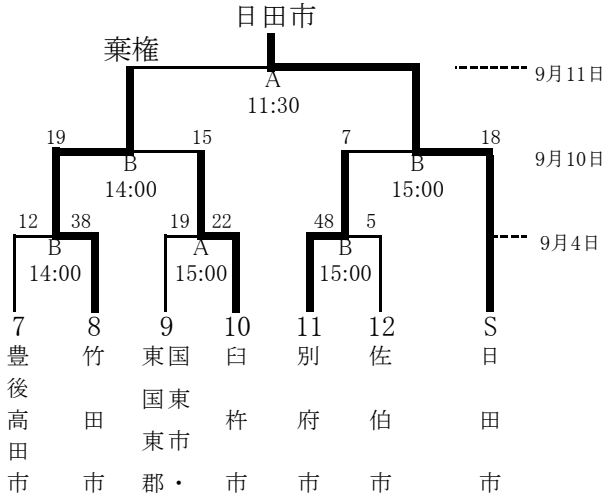 日田市
棄権
9月11日
A
11:30
19 15 7 18
B B
9月10日
14:00 15:00
12 38 19 22 48 5
B A B
9月4日
14:00 15:00 15:00
7 8 9 10 11 12 S
豊後高田市
竹田市
国東市・
東国東郡
臼杵市
別府市
佐伯市
日田市